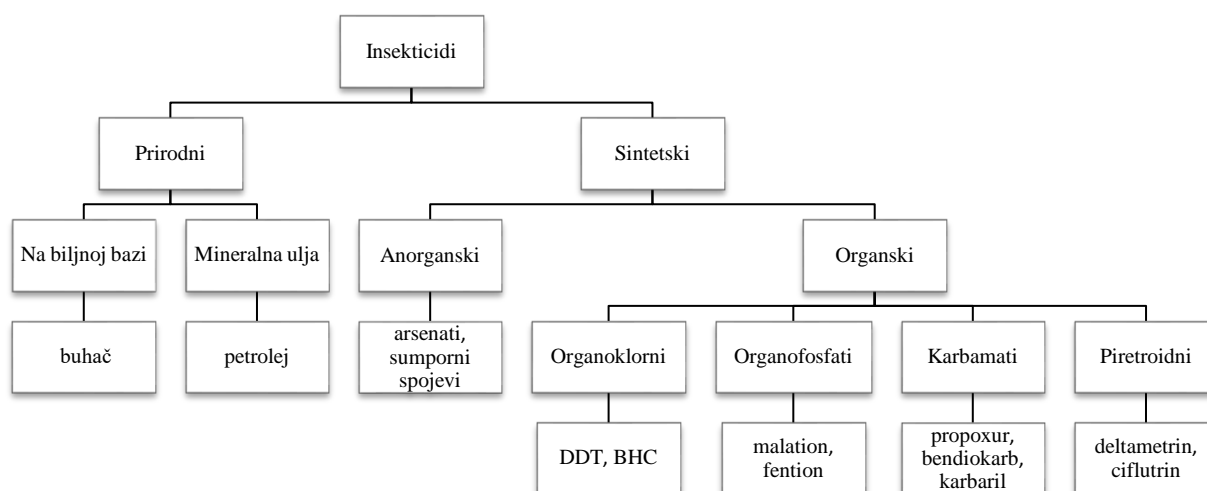 Insekticidi
Prirodni
Sintetski
Na biljnoj bazi
Mineralna ulja
Anorganski
Organski
buhač
petrolej
arsenati,
sumporni
spojevi
Organoklorni
Organofosfati
Karbamati
Piretroidni
DDT, BHC
malation,
fention
propoxur,
bendiokarb,
karbaril
deltametrin,
ciflutrin